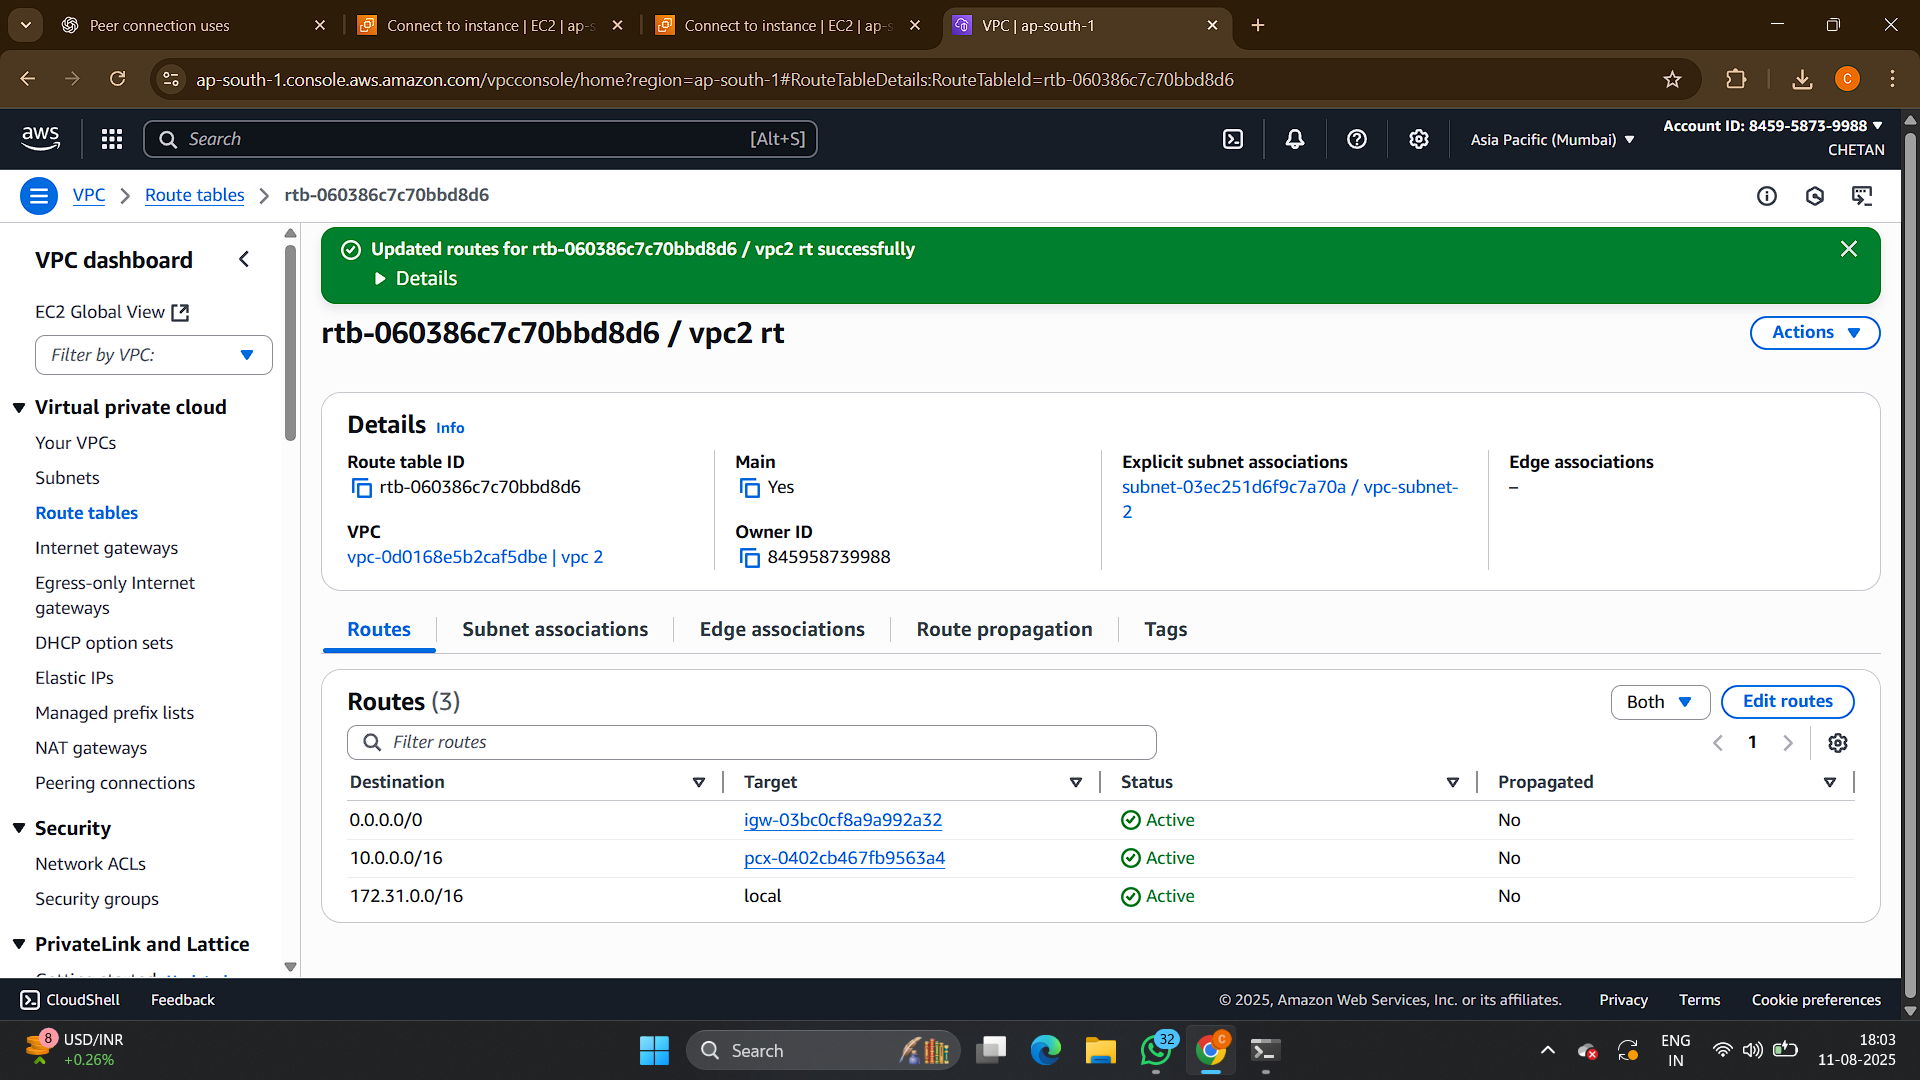 Peer connection uses
Connect to instance | EC2 | ap-s
Connect to instance | EC2 | ap-s
VPC | ap-south-1
ap-south-1.console.aws.amazon.com/vpcconsole/home?region=ap-south-1#RouteTableDetails:RouteTableId=rtb-060386c7c70bbd8d6
C
aws
Search
[Alt+S]
Asia Pacific (Mumbai)
Account ID: 8459-5873-9988
CHETAN
VPC
Route tables
rtb-060386c7c70bbd8d6
VPC dashboard
EC2 Global View
Filter by VPC:
Virtual private cloud
Your VPCs
Subnets
Route tables
Internet gateways
Egress-only Internet
gateways
DHCP option sets
Elastic IPs
Managed prefix lists
NAT gateways
Peering connections
Security
Network ACLs
Security groups
PrivateLink and Lattice
Updated routes for rtb-060386c7c70bbd8d6 / vpc2 rt successfully
Details
rtb-060386c7c70bbd8d6 / vpc2 rt
Actions
Details Info
Route table ID
rtb-060386c7c70bbd8d6
Main
Yes
Explicit subnet associations
subnet-03ec251d6f9c7a70a / vpc-subnet-
2
Edge associations
–
VPC
vpc-0d0168e5b2caf5dbe | vpc 2
Owner ID
845958739988
Routes
Subnet associations
Edge associations
Route propagation
Tags
Routes (3)
Both
Edit routes
Filter routes
1
Destination Target Status Propagated
0.0.0.0/0 igw-03bc0cf8a9a992a32 Active No
10.0.0.0/16 pcx-0402cb467fb9563a4 Active No
172.31.0.0/16 local Active No
CloudShell
Feedback
© 2025, Amazon Web Services, Inc. or its affiliates.
Privacy
Terms
Cookie preferences
8
USD/INR
+0.26%
Search
32
C
ENG
IN
18:03
11-08-2025